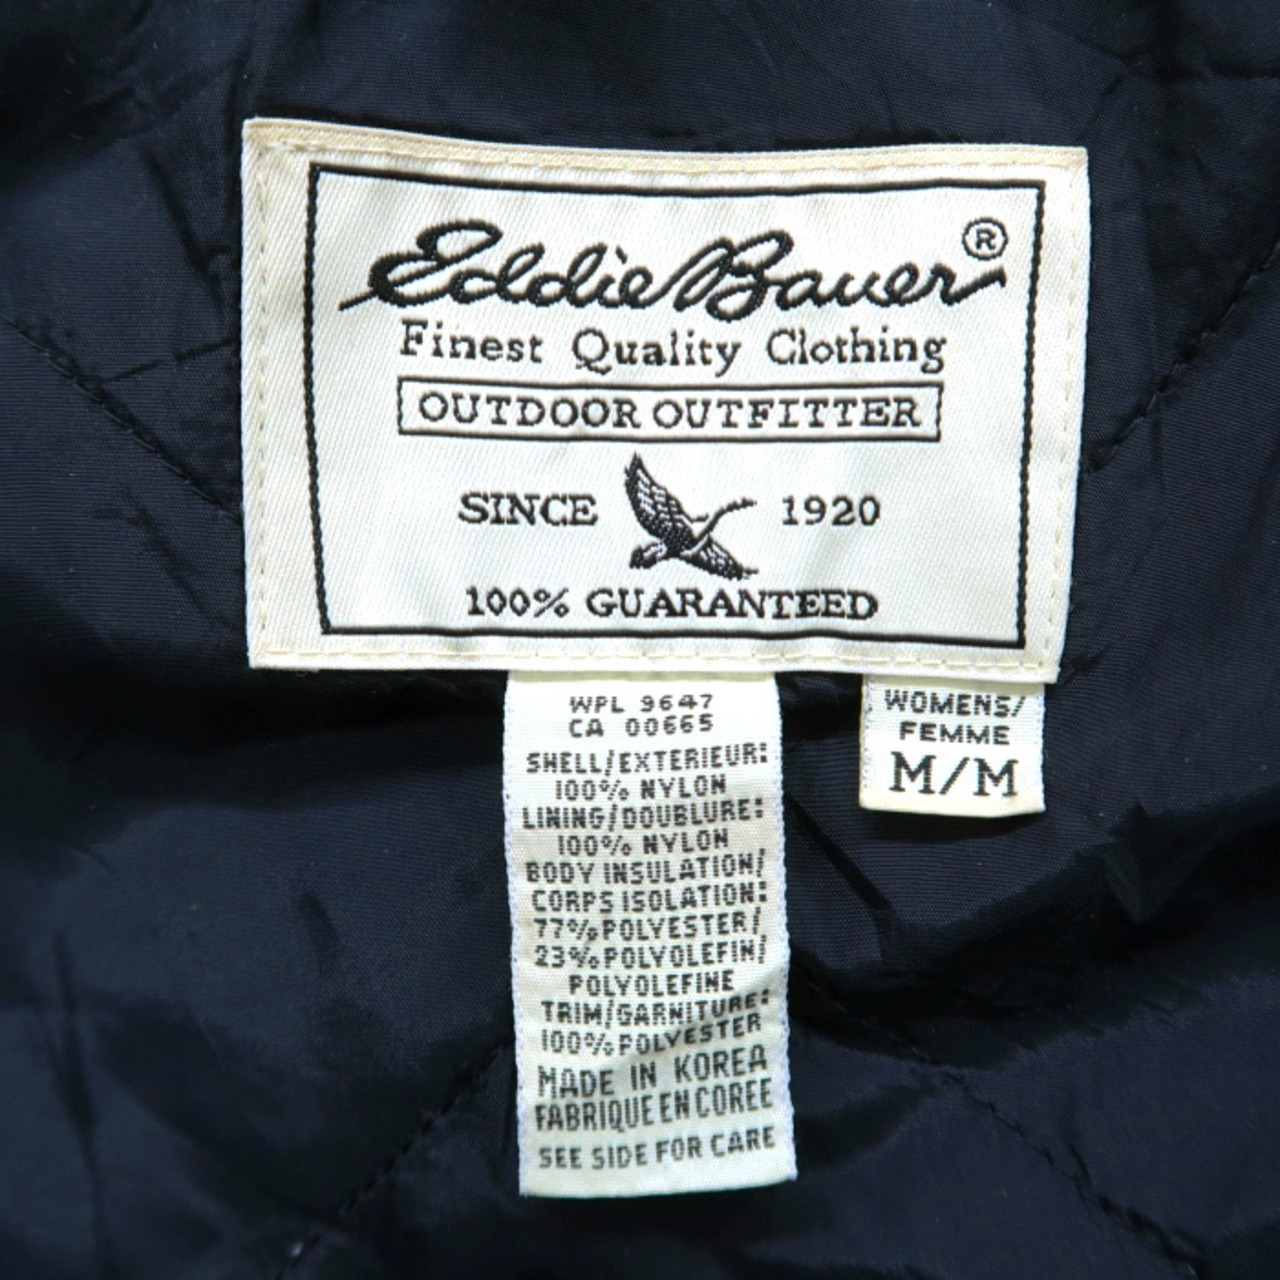 Eddie Bauer®
Finest Quality Clothing
OUTDOOR OUTFITTER
SINCE 1920
100% GUARANTEED
WPL 9647
CA 00665
SHELL/EXTERIEUR:
100% NYLON
LINING/DOUBLURE:
100% NYLON
BODY INSULATION/
CORPS ISOLATION:
77% POLYESTER/
23% POLYOLEFIN/
POLYOLEFINE
TRIM/GARNITURE:
100% POLYESTER
MADE IN KOREA
FABRIQUE EN COREE
SEE SIDE FOR CARE
WOMENS/
FEMME
M/M